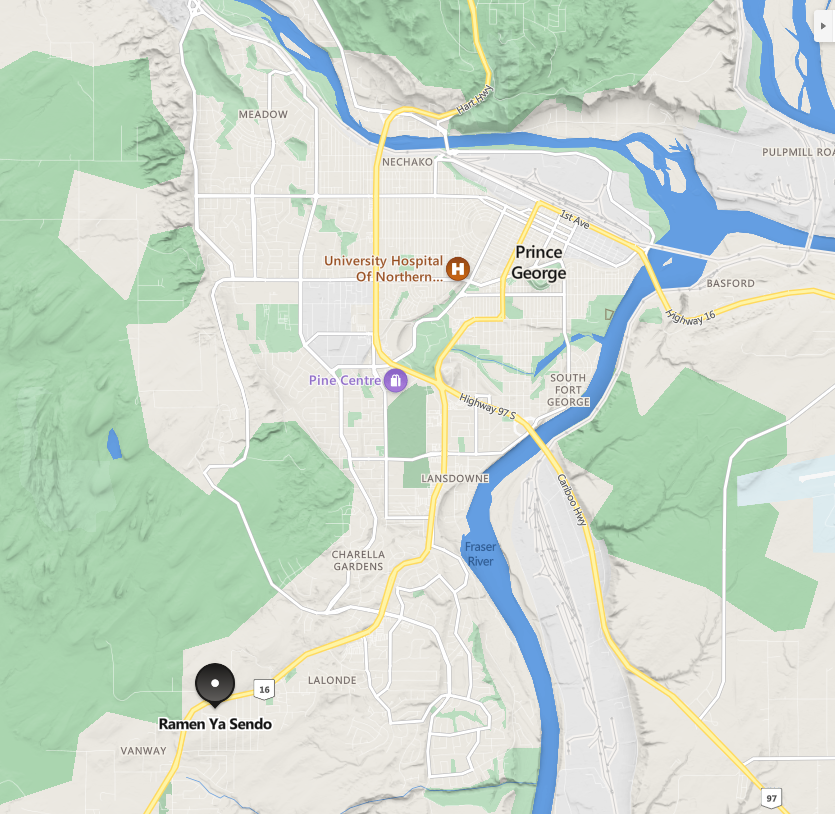 Hart Hwy
MEADOW
NECHAKO
PULPMILL ROA
1st Ave
Prince
George
University Hospital
Of Northern...
H
BASFORD
Highway 16
Pine Centre
SOUTH
FORT
GEORGE
Highway 97 S
LANSDOWNE
Cariboo Hwy
Fraser
River
CHARELLA
GARDENS
LALONDE
16
Ramen Ya Sendo
VANWAY
97